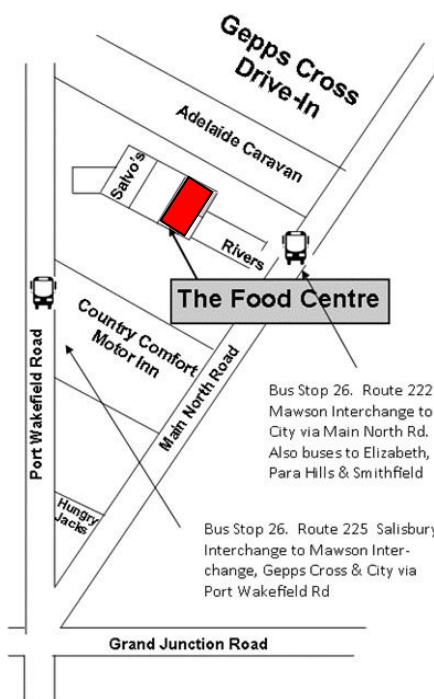 Gepps Cross
Drive-In
Adelaide Caravan
Salvo's
Rivers
The Food Centre
Country Comfort
Motor Inn
Main North Road
Port Wakefield Road
Bus Stop 26. Route 222
Mawson Interchange to
City via Main North Rd.
Also buses to Elizabeth,
Para Hills & Smithfield
Hungry
Jacks
Bus Stop 26. Route 225 Salisbury
Interchange to Mawson Inter-
change, Gepps Cross & City via
Port Wakefield Rd
Grand Junction Road